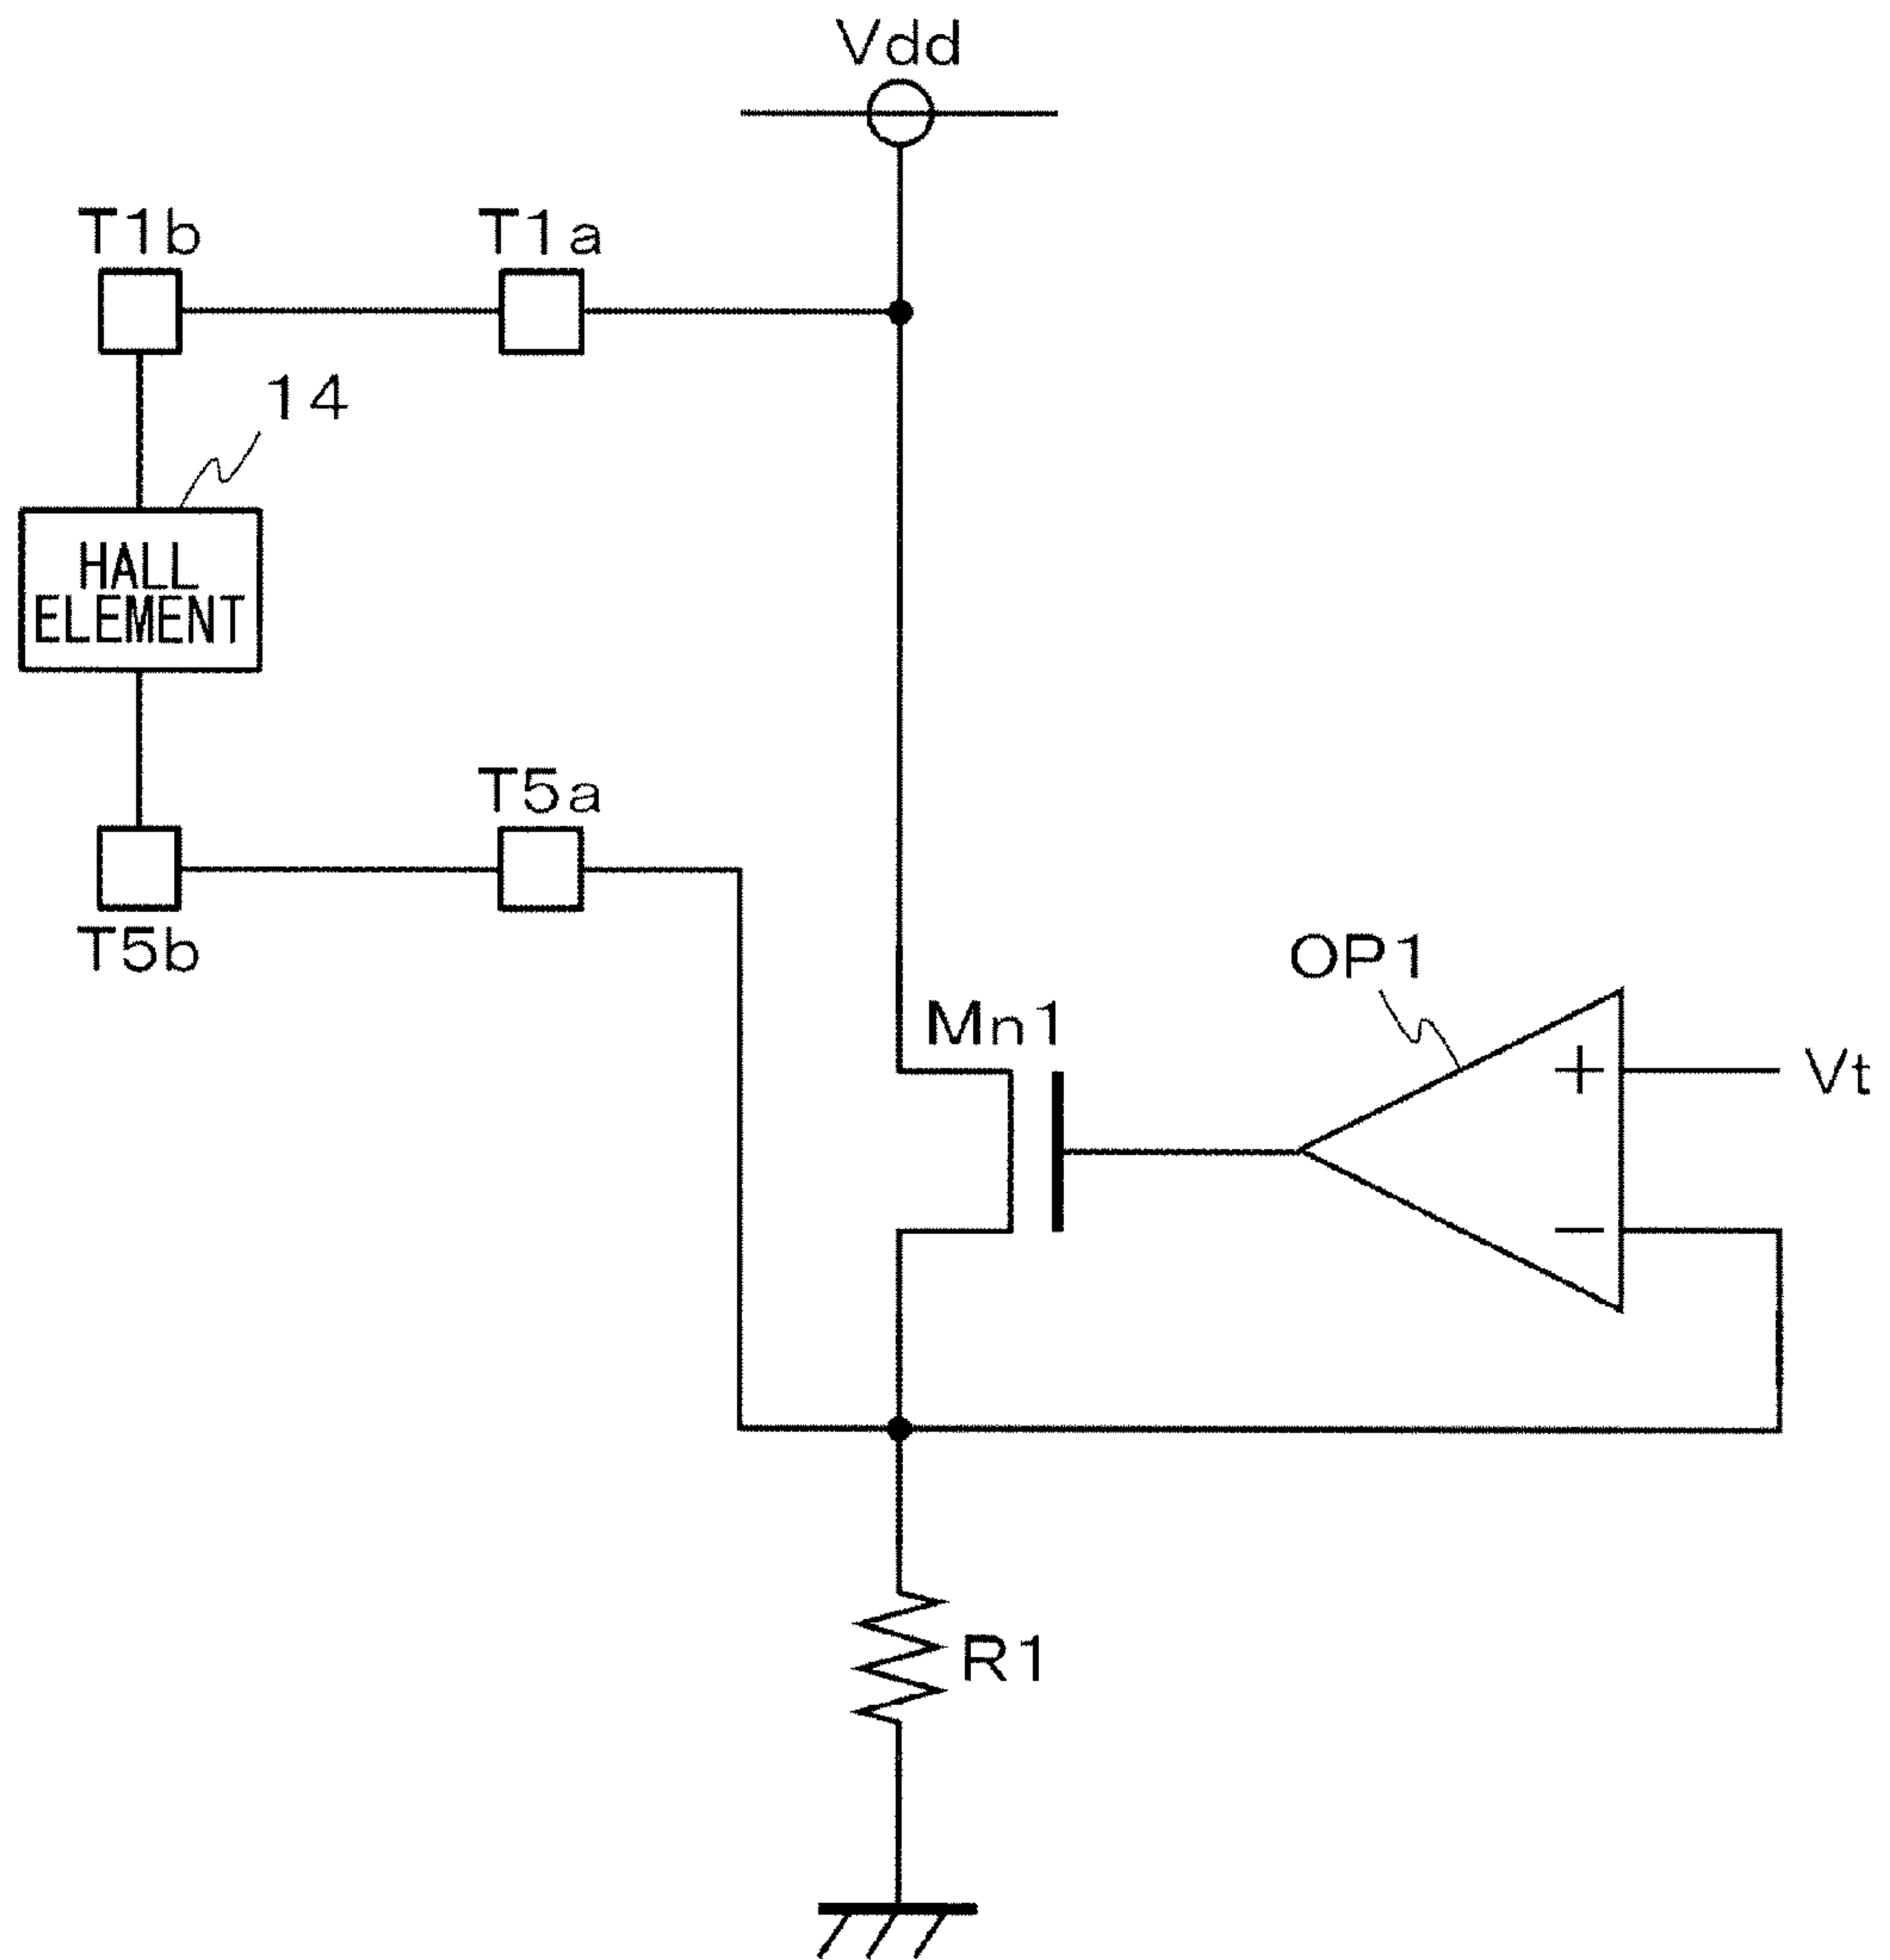 Vdd
T1b
T1a
14
HALL
ELEMENT
T5a
T5b
OP1
Mn1
+
Vt
−
R1